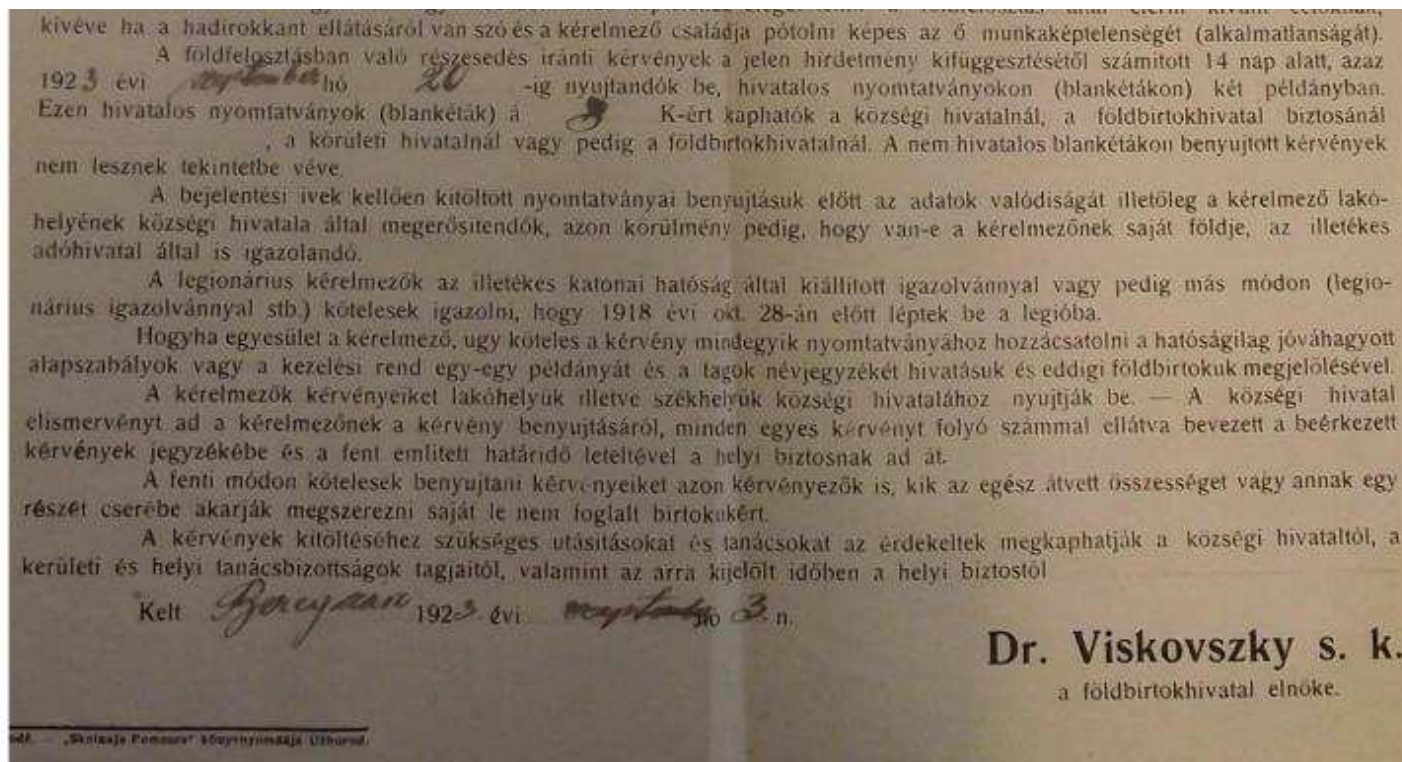 kivéve ha a hadirokkant ellátásáról van szó és a kérelmező családja pótolni képes az ő munkaképtelenségét (alkalmatlanságát).
A földfelosztásban való részesedés iránti kérvények a jelen hirdetmény kifüggesztésétől számított 14 nap alatt, azaz
1923 évi szeptember hó 20 -ig nyujtandók be, hivatalos nyomtatványokon (blankétákon) két példányban.
Ezen hivatalos nyomtatványok (blankéták) á K-ért kaphatók a községi hivatalnál, a földbirtokhivatal biztosánál
, a körületi hivatalnál vagy pedig a földbirtokhivatalnál. A nem hivatalos blankétákon benyujtott kérvények
nem lesznek tekintetbe véve.
A bejelentési ivek kellően kitöltött nyomtatványai benyujtásuk előtt az adatok valódiságát illetőleg a kérelmező lakó-
helyének községi hivatala által megerősitendők, azon körülmény pedig, hogy van-e a kérelmezőnek saját földje, az illetékes
adóhivatal által is igazolandó.
A legionárius kérelmezők az illetékes katonai hatóság által kiállitott igazolvánnyal vagy pedig más módon (legio-
nárius igazolvánnyal stb.) kötelesek igazolni, hogy 1918 évi okt. 28-án előtt léptek be a legióba.
Hogyha egyesület a kérelmező, ugy köteles a kérvény mindegyik nyomtatványához hozzácsatolni a hatóságilag jóváhagyott
alapszabályok vagy a kezelési rend egy-egy példányát és a tagok névjegyzékét hivatásuk és eddigi földbirtokuk megjelölésével.
A kérelmezők kérvényeiket lakóhelyük illetve székhelyük községi hivatalához nyujtják be. — A községi hivatal
elismervényt ad a kérelmezőnek a kérvény benyujtásáról, minden egyes kérvényt folyó számmal ellátva bevezett a beérkezett
kérvények jegyzékébe és a fent emlitett határidő leteltével a helyi biztosnak ad át.
A fenti módon kötelesek benyujtani kérvényeiket azon kérvényezők is, kik az egész átvett összességet vagy annak egy
részét cserébe akarják megszerezni saját le nem foglalt birtokukért.
A kérvények kitöltéséhez szükséges utásitásokat és tanácsokat az érdekeltek megkaphatják a községi hivataltól, a
kerületi és helyi tanácsbizottságok tagjaitól, valamint az arra kijelölt időben a helyi biztostól
Kelt 1923 évi szeptember hó 3. n.
Dr. Viskovszky s. k.
a földbirtokhivatal elnöke.
könyvnyomdája Užhorod.